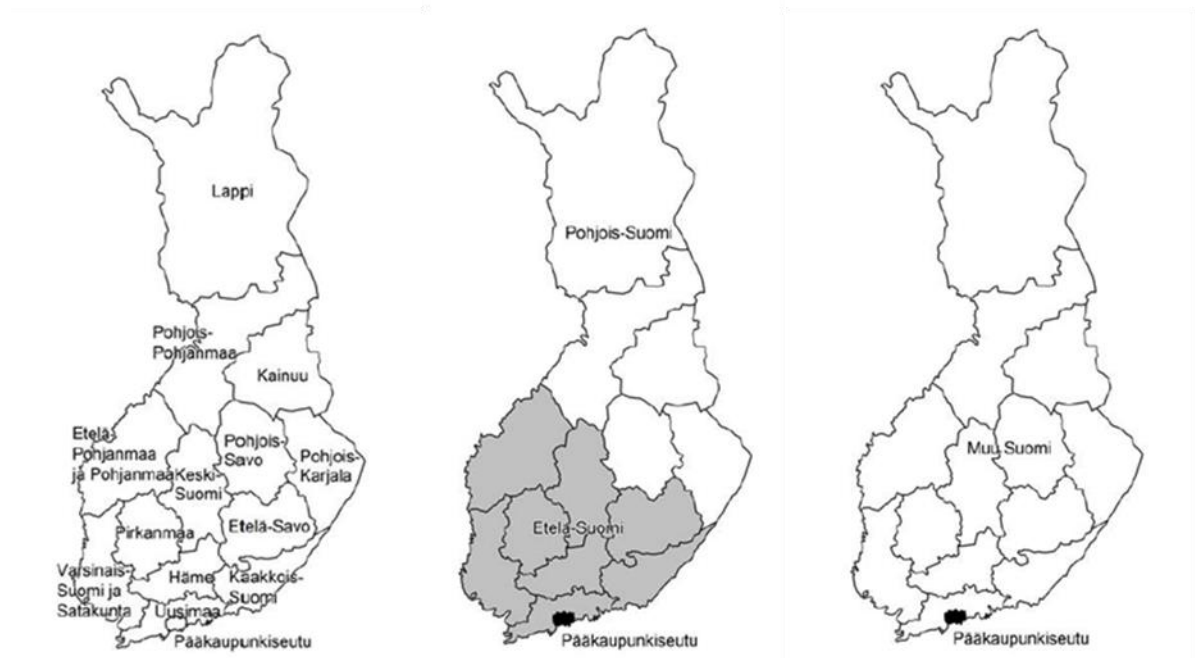 Lappi
Pohjois-
Pohjanmaa
Kainuu
Etelä-
Pohjanmaa
ja Pohjanmaa
Keski-
Suomi
Pohjois-
Savo
Pohjois-
Karjala
Pirkanmaa
Etelä-Savo
Varsinais-
Suomi ja
Satakunta
Häme
Kaakkois-
Suomi
Uusimaa
Pääkaupunkiseutu
Pohjois-Suomi
Etelä-Suomi
Pääkaupunkiseutu
Muu Suomi
Pääkaupunkiseutu